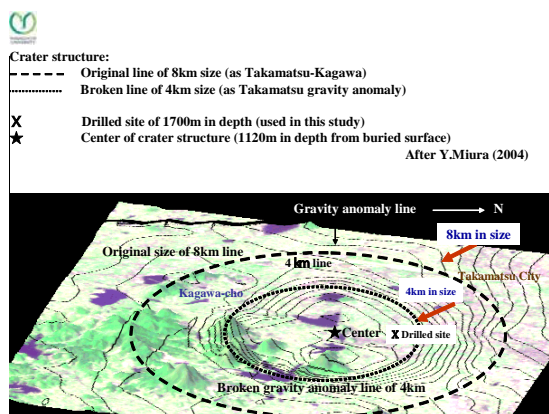 Crater structure:
Original line of 8km size (as Takamatsu-Kagawa)
Broken line of 4km size (as Takamatsu gravity anomaly)
X Drilled site of 1700m in depth (used in this study)
★ Center of crater structure (1120m in depth from buried surface)
After Y.Miura (2004)
Gravity anomaly line → N
8km in size
Original size of 8km line
4 km line
Takamatsu City
Kagawa-cho
4km in size
★Center
X Drilled site
Broken gravity anomaly line of 4km